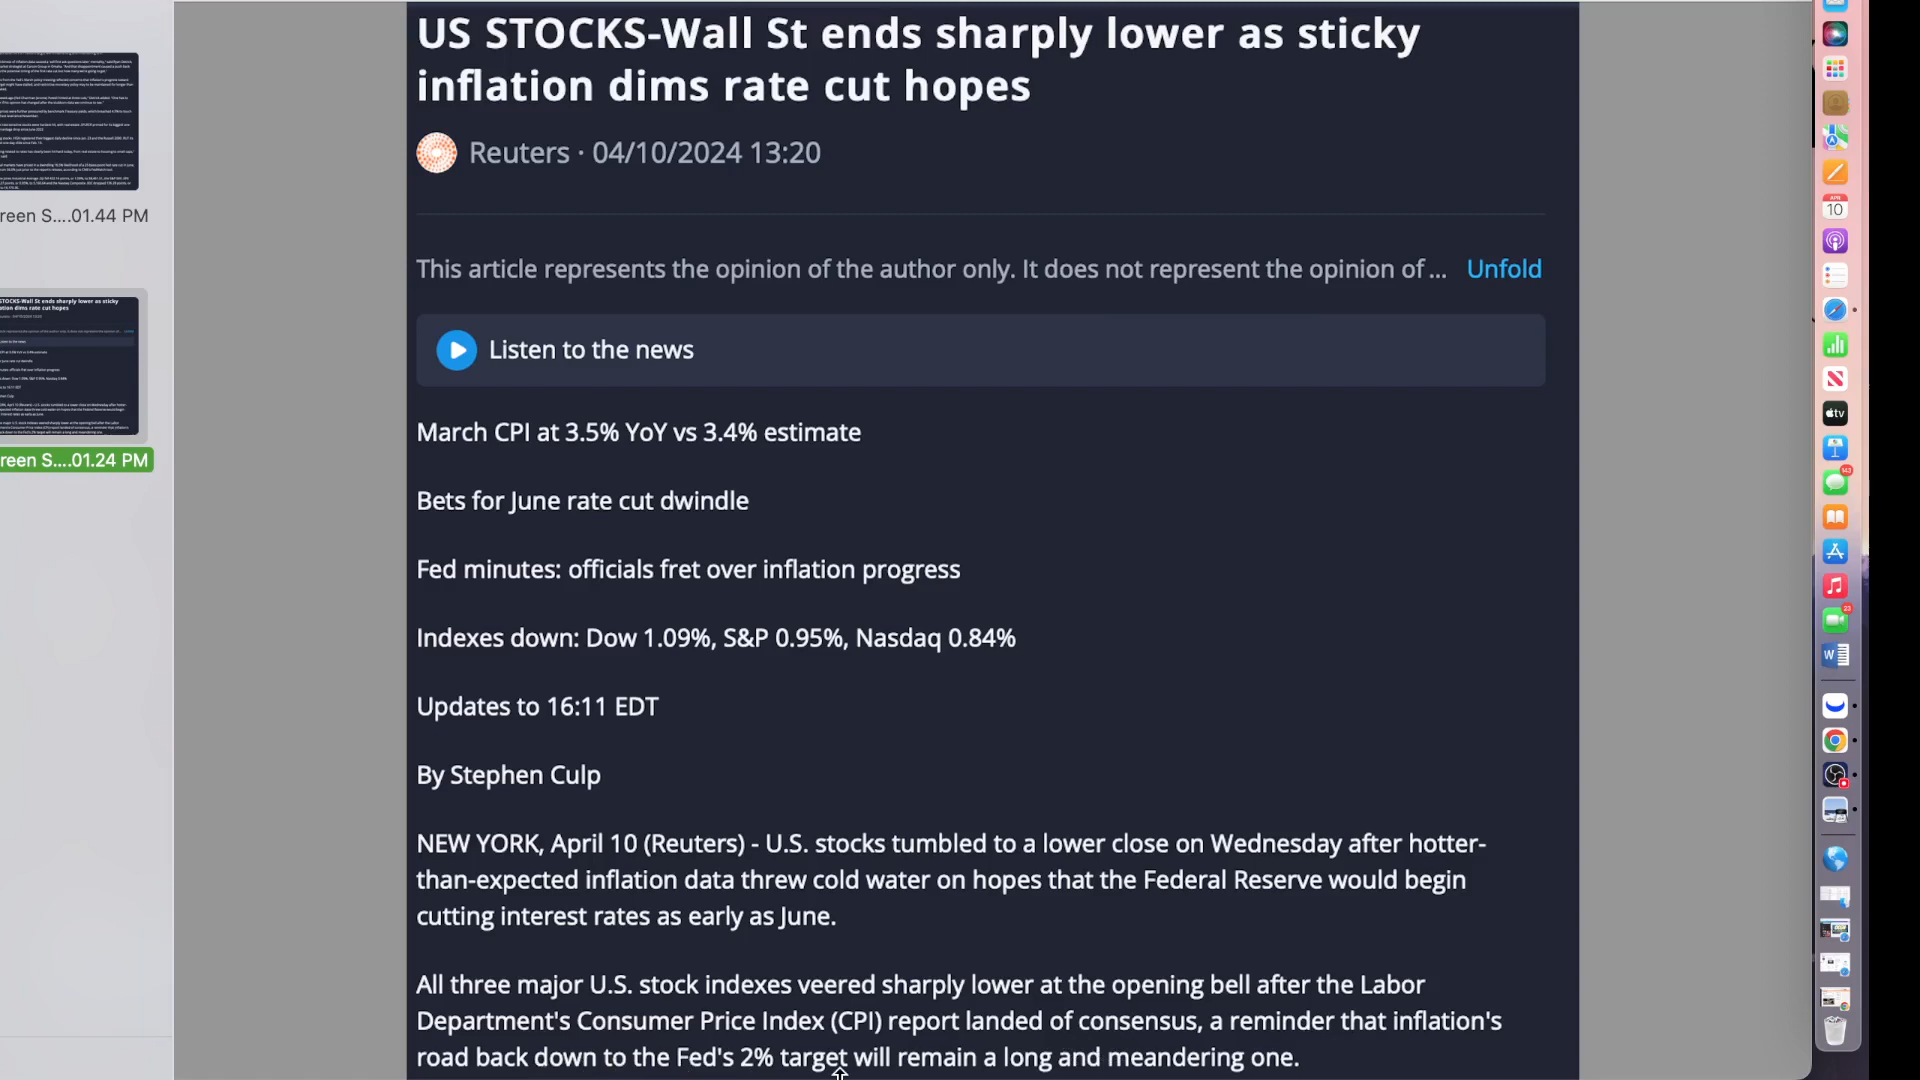 US STOCKS-Wall St ends sharply lower as sticky
inflation dims rate cut hopes
Reuters · 04/10/2024 13:20
This article represents the opinion of the author only. It does not represent the opinion of ... Unfold
Listen to the news
March CPI at 3.5% YoY vs 3.4% estimate
Bets for June rate cut dwindle
Fed minutes: officials fret over inflation progress
Indexes down: Dow 1.09%, S&P 0.95%, Nasdaq 0.84%
Updates to 16:11 EDT
By Stephen Culp
NEW YORK, April 10 (Reuters) - U.S. stocks tumbled to a lower close on Wednesday after hotter-
than-expected inflation data threw cold water on hopes that the Federal Reserve would begin
cutting interest rates as early as June.
All three major U.S. stock indexes veered sharply lower at the opening bell after the Labor
Department's Consumer Price Index (CPI) report landed of consensus, a reminder that inflation's
road back down to the Fed's 2% target will remain a long and meandering one.
reen S....01.44 PM
reen S....01.24 PM
APR
10
tv
143
23
W